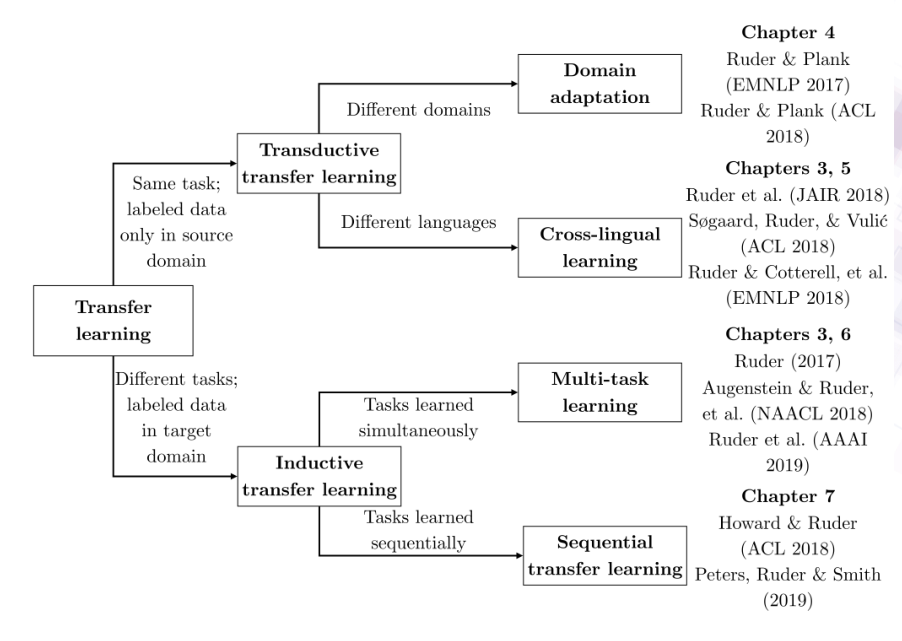 Transfer
learning
Same task;
labeled data
only in source
domain
Different tasks;
labeled data
in target
domain
Transductive
transfer learning
Different domains
Different languages
Domain
adaptation
Chapter 4
Ruder & Plank
(EMNLP 2017)
Ruder & Plank (ACL
2018)
Cross-lingual
learning
Chapters 3, 5
Ruder et al. (JAIR 2018)
Søgaard, Ruder, & Vulić
(ACL 2018)
Ruder & Cotterell, et al.
(EMNLP 2018)
Inductive
transfer learning
Tasks learned
simultaneously
Tasks learned
sequentially
Multi-task
learning
Chapters 3, 6
Ruder (2017)
Augenstein & Ruder,
et al. (NAACL 2018)
Ruder et al. (AAAI
2019)
Sequential
transfer learning
Chapter 7
Howard & Ruder
(ACL 2018)
Peters, Ruder & Smith
(2019)